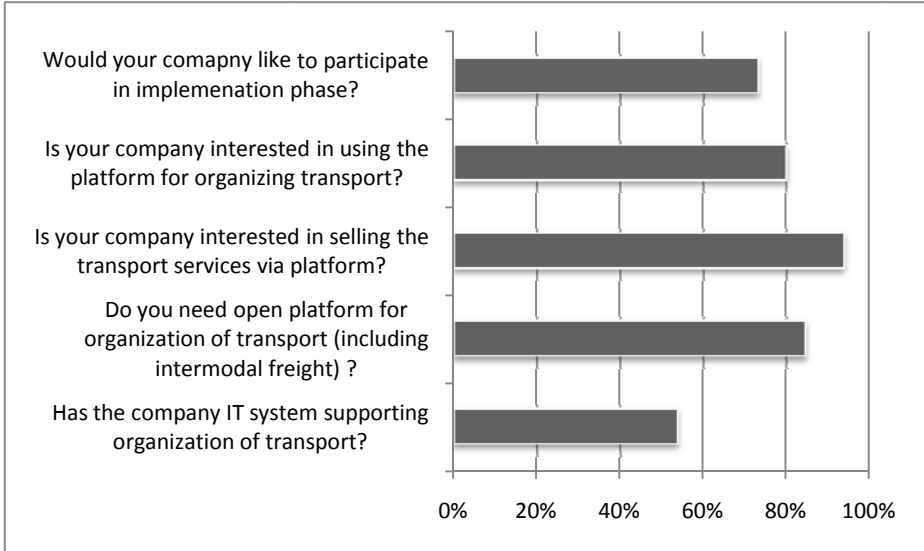 Would your comapny like to participate
in implemenation phase?
Is your company interested in using the
platform for organizing transport?
Is your company interested in selling the
transport services via platform?
Do you need open platform for
organization of transport (including
intermodal freight) ?
Has the company IT system supporting
organization of transport?
0% 20% 40% 60% 80% 100%